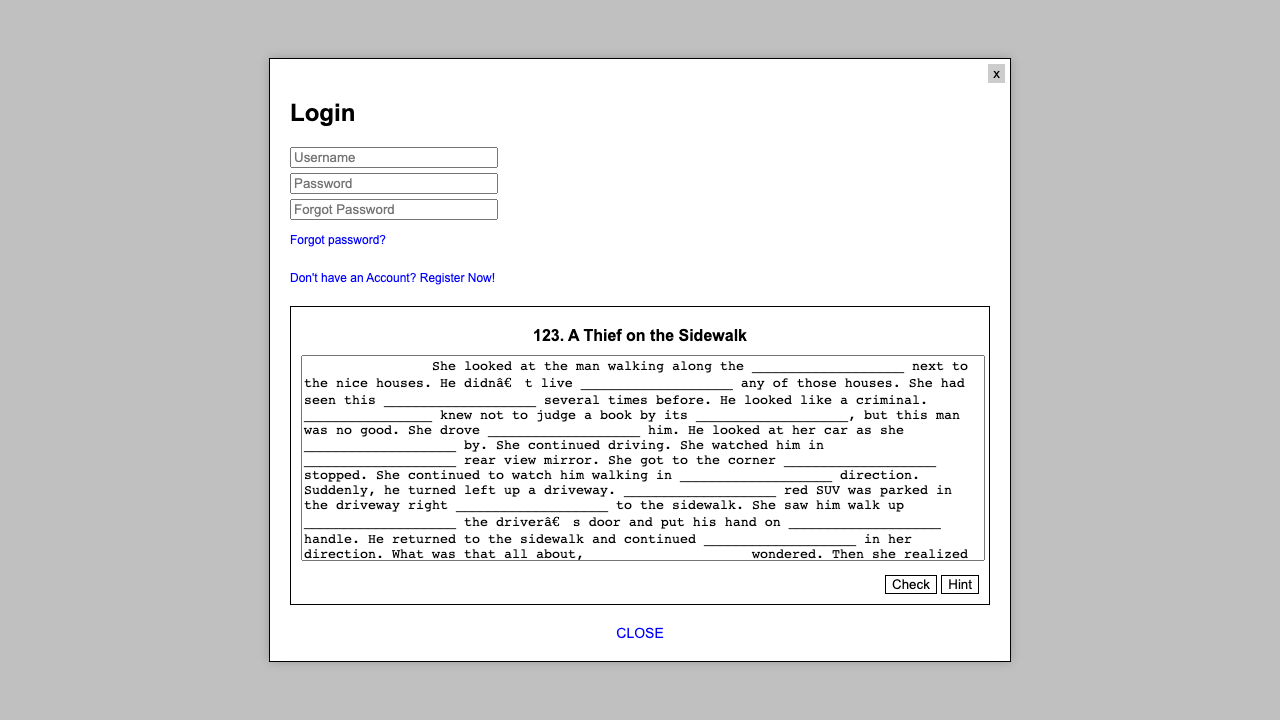 x
Login
Username
Password
Forgot Password
Forgot password?
Don't have an Account? Register Now!
123. A Thief on the Sidewalk
She looked at the man walking along the ___________________ next to
the nice houses. He didnâ€ t live ___________________ any of those houses. She had
seen this ___________________ several times before. He looked like a criminal.
________________ knew not to judge a book by its ___________________, but this man
was no good. She drove ___________________ him. He looked at her car as she
___________________ by. She continued driving. She watched him in
___________________ rear view mirror. She got to the corner ___________________
stopped. She continued to watch him walking in ___________________ direction.
Suddenly, he turned left up a driveway. ___________________ red SUV was parked in
the driveway right ___________________ to the sidewalk. She saw him walk up
___________________ the driverâ€ s door and put his hand on ___________________
handle. He returned to the sidewalk and continued ___________________ in her
direction. What was that all about, ____________________ wondered. Then she realized
Check Hint
CLOSE